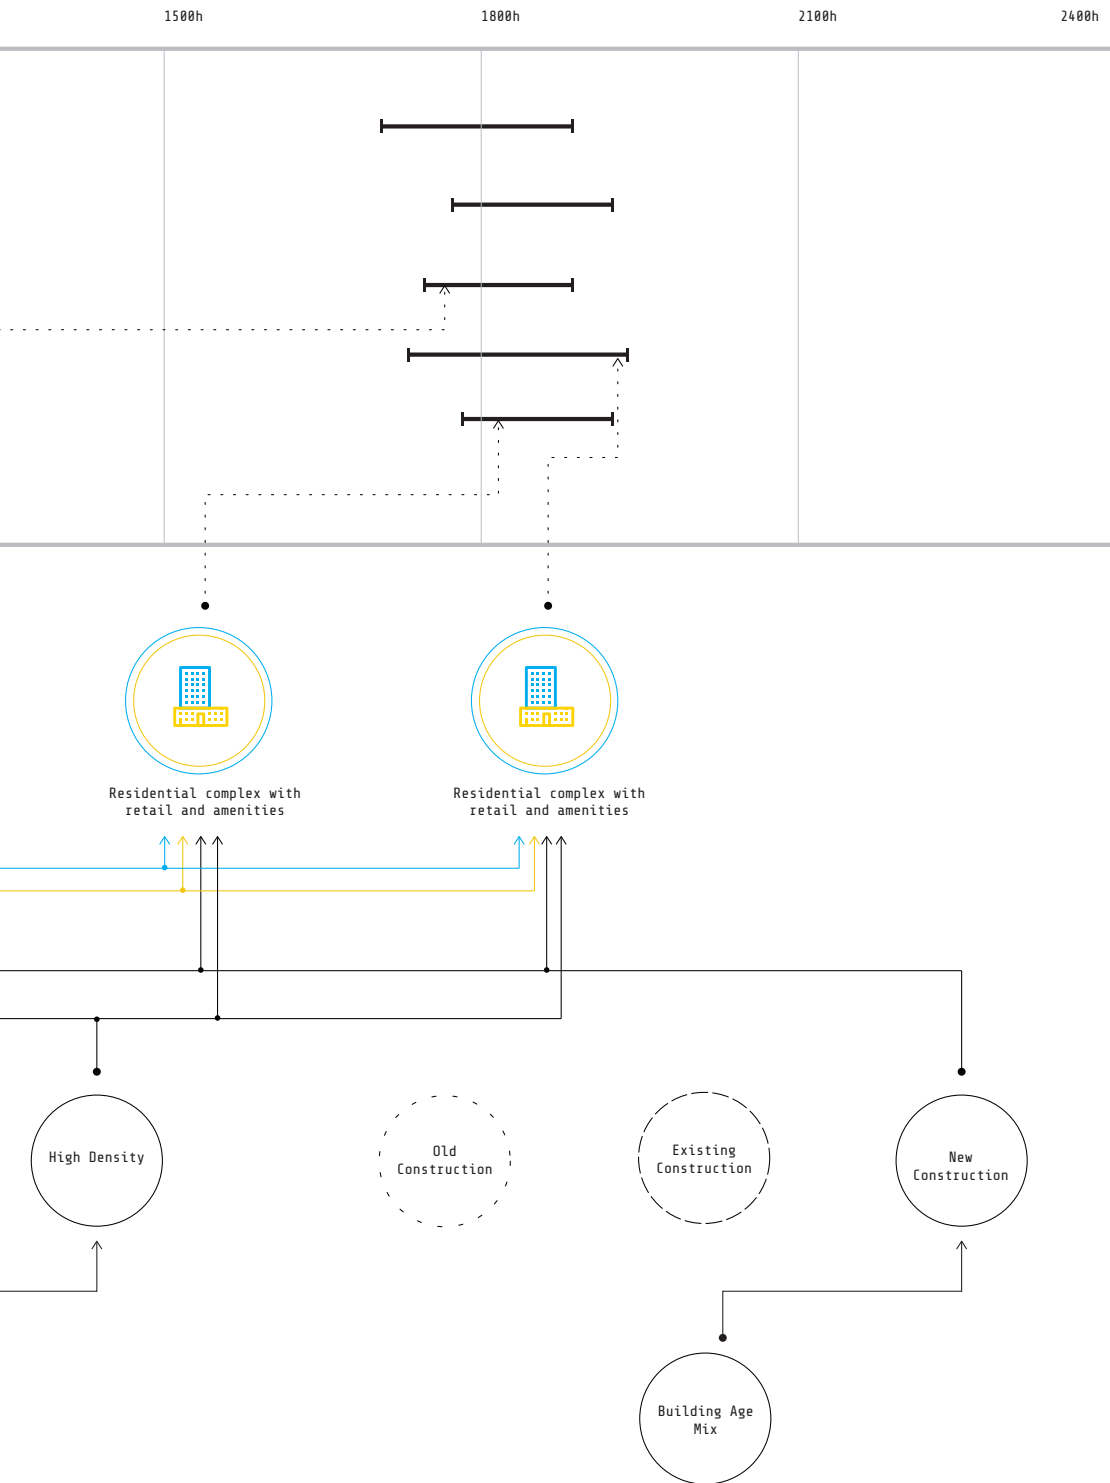 1500h
1800h
2100h
2400h
Residential complex with
retail and amenities
Residential complex with
retail and amenities
High Density
Old
Construction
Existing
Construction
New
Construction
Building Age
Mix